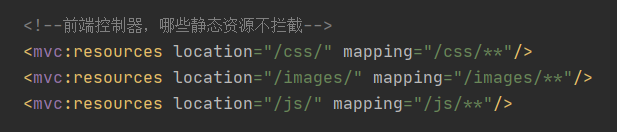 <!--前端控制器，哪些静态资源不拦截-->
<mvc:resources location="/css/" mapping="/css/**"/>
<mvc:resources location="/images/" mapping="/images/**"/>
<mvc:resources location="/js/" mapping="/js/**"/>